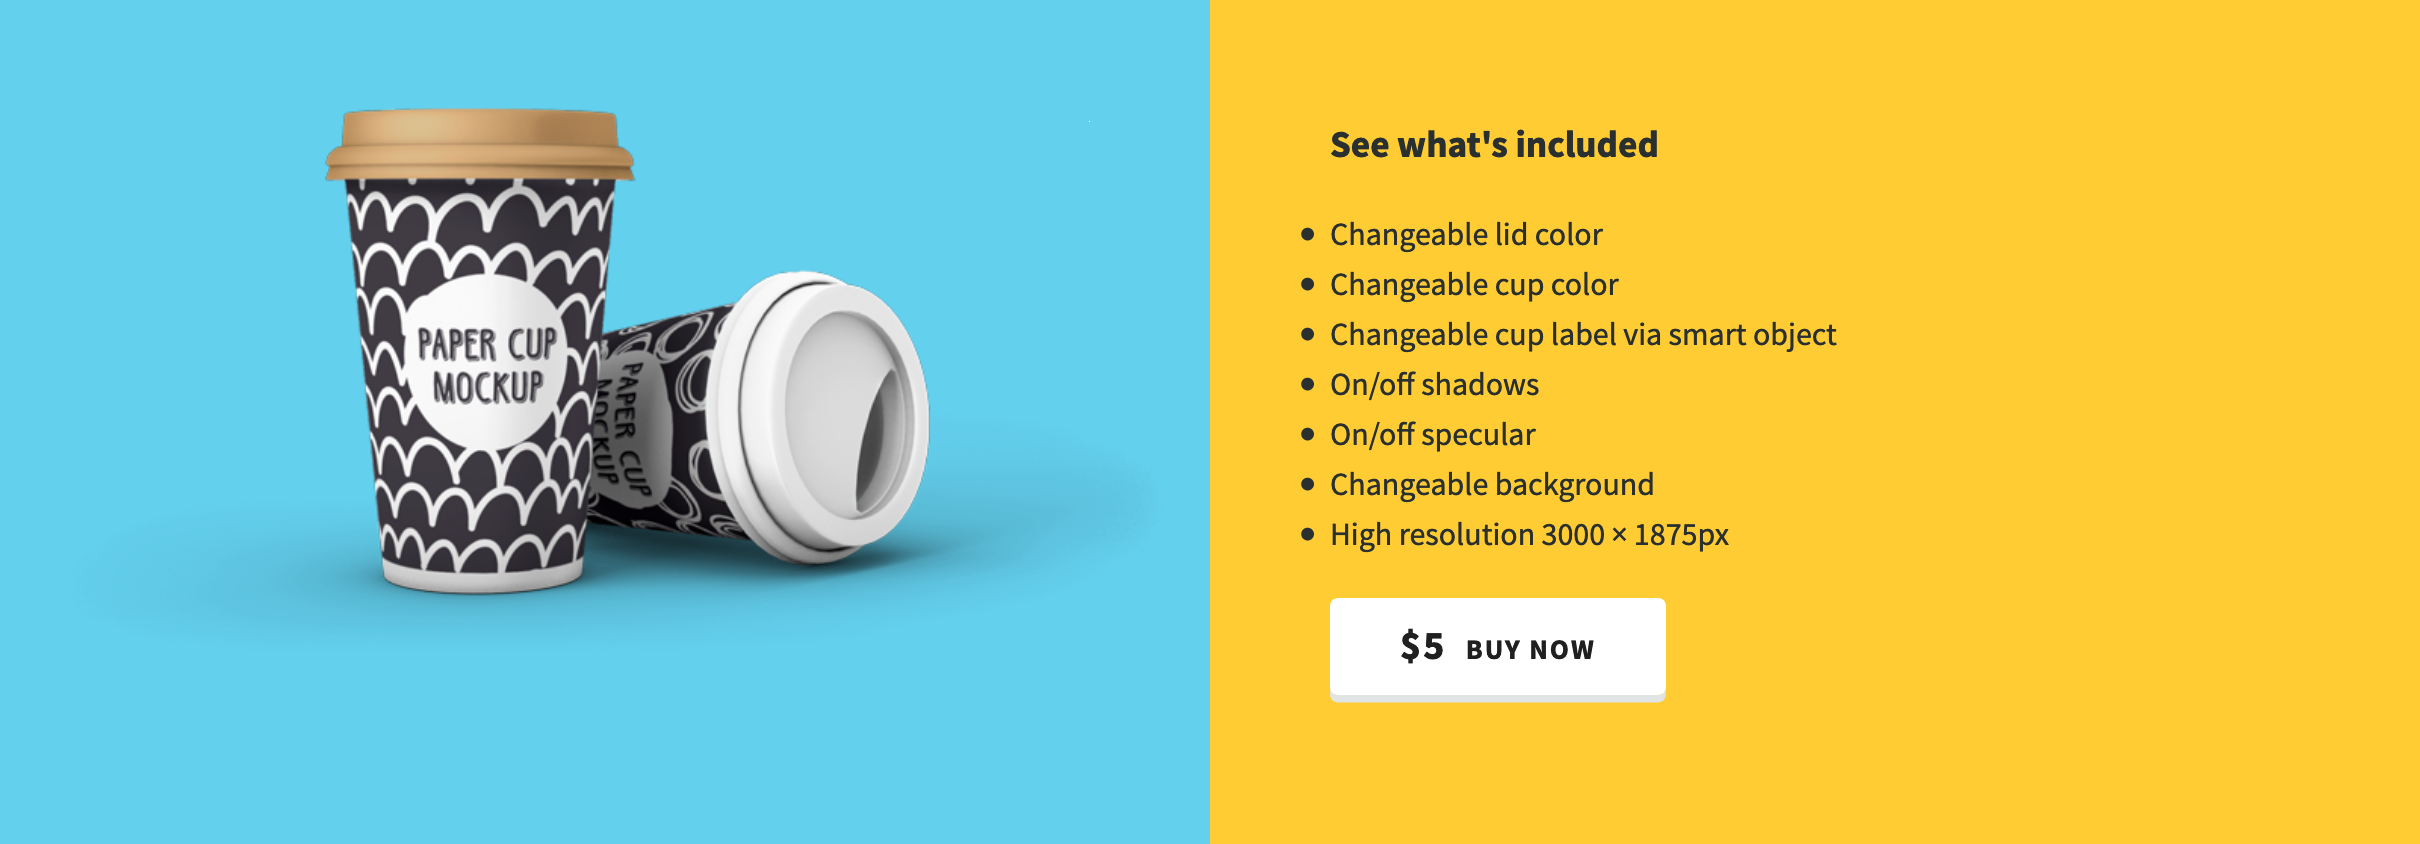 PAPER CUP
MOCKUP
PAPER CUP
MOCKUP
See what's included
Changeable lid color
Changeable cup color
Changeable cup label via smart object
On/off shadows
On/off specular
Changeable background
High resolution 3000 × 1875px
$5 BUY NOW